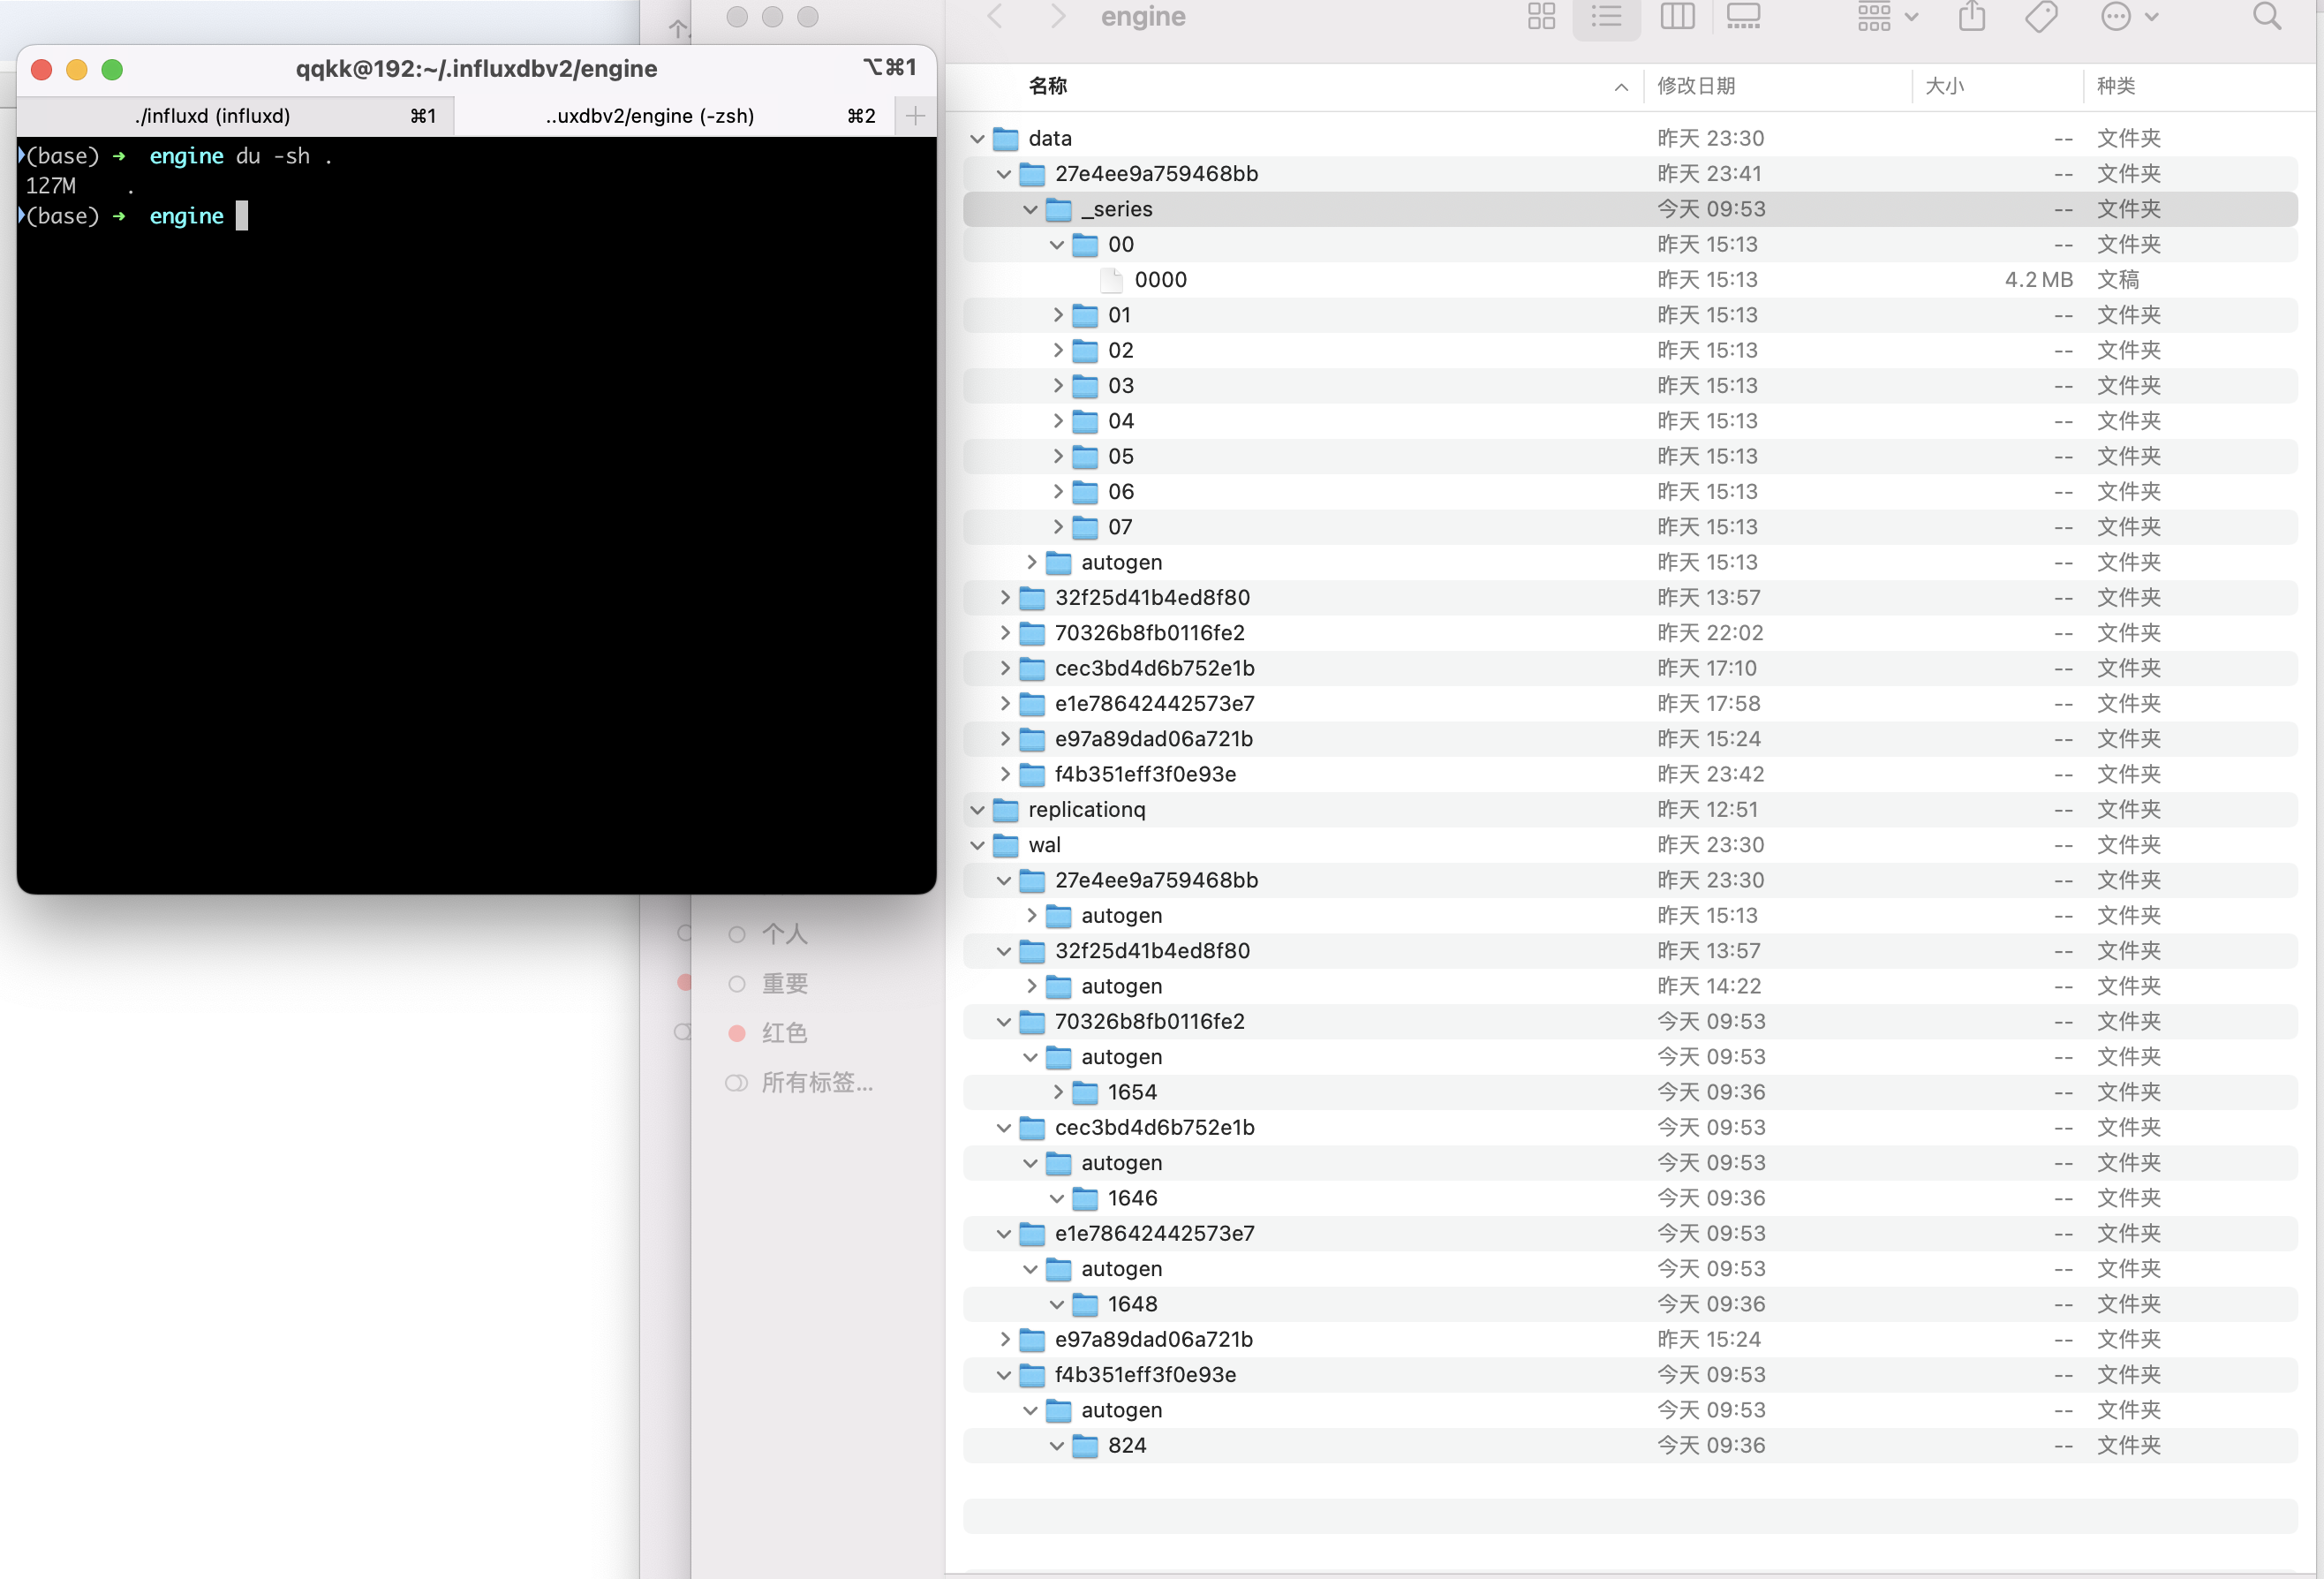 qqkk@192:~/.influxdbv2/engine ⌥⌘1
./influxd (influxd) ⌘1 ..uxdbv2/engine (-zsh) ⌘2
(base) ➜ engine du -sh .
127M .
(base) ➜ engine
个人
重要
红色
所有标签...
engine
名称 修改日期 大小 种类
data 昨天 23:30 -- 文件夹
27e4ee9a759468bb 昨天 23:41 -- 文件夹
_series 今天 09:53 -- 文件夹
00 昨天 15:13 -- 文件夹
0000 昨天 15:13 4.2 MB 文稿
01 昨天 15:13 -- 文件夹
02 昨天 15:13 -- 文件夹
03 昨天 15:13 -- 文件夹
04 昨天 15:13 -- 文件夹
05 昨天 15:13 -- 文件夹
06 昨天 15:13 -- 文件夹
07 昨天 15:13 -- 文件夹
autogen 昨天 15:13 -- 文件夹
32f25d41b4ed8f80 昨天 13:57 -- 文件夹
70326b8fb0116fe2 昨天 22:02 -- 文件夹
cec3bd4d6b752e1b 昨天 17:10 -- 文件夹
e1e78642442573e7 昨天 17:58 -- 文件夹
e97a89dad06a721b 昨天 15:24 -- 文件夹
f4b351eff3f0e93e 昨天 23:42 -- 文件夹
replicationq 昨天 12:51 -- 文件夹
wal 昨天 23:30 -- 文件夹
27e4ee9a759468bb 昨天 23:30 -- 文件夹
autogen 昨天 15:13 -- 文件夹
32f25d41b4ed8f80 昨天 13:57 -- 文件夹
autogen 昨天 14:22 -- 文件夹
70326b8fb0116fe2 今天 09:53 -- 文件夹
autogen 今天 09:53 -- 文件夹
1654 今天 09:36 -- 文件夹
cec3bd4d6b752e1b 今天 09:53 -- 文件夹
autogen 今天 09:53 -- 文件夹
1646 今天 09:36 -- 文件夹
e1e78642442573e7 今天 09:53 -- 文件夹
autogen 今天 09:53 -- 文件夹
1648 今天 09:36 -- 文件夹
e97a89dad06a721b 昨天 15:24 -- 文件夹
f4b351eff3f0e93e 今天 09:53 -- 文件夹
autogen 今天 09:53 -- 文件夹
824 今天 09:36 -- 文件夹